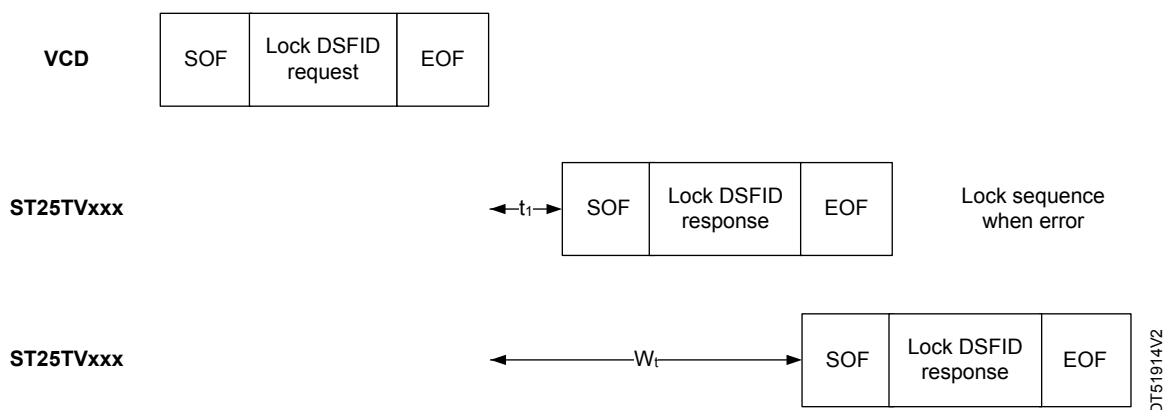 VCD
SOF
Lock DSFID
request
EOF
ST25TVxxx
t1
SOF
Lock DSFID
response
EOF
Lock sequence
when error
ST25TVxxx
Wt
SOF
Lock DSFID
response
EOF
DT51914V2